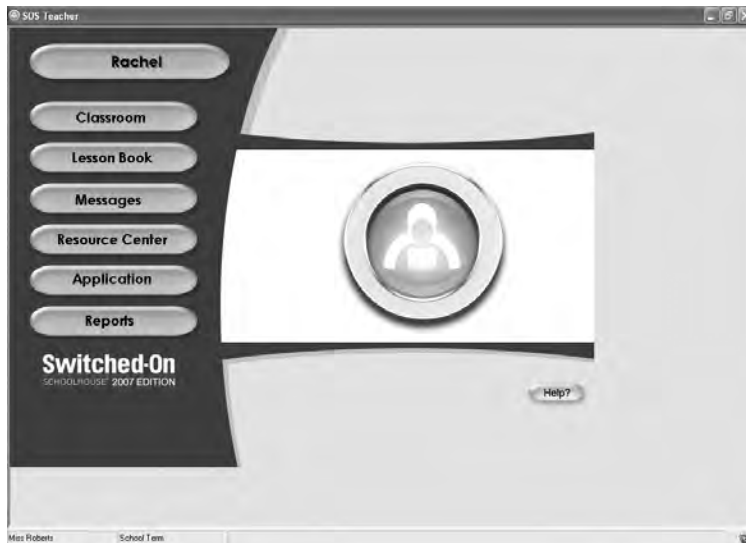 SOS Teacher
Rachel
Classroom
Lesson Book
Messages
Resource Center
Application
Reports
Switched-On
SCHOOLHOUSE® 2007 EDITION
Help?
Miss Roberts School Term